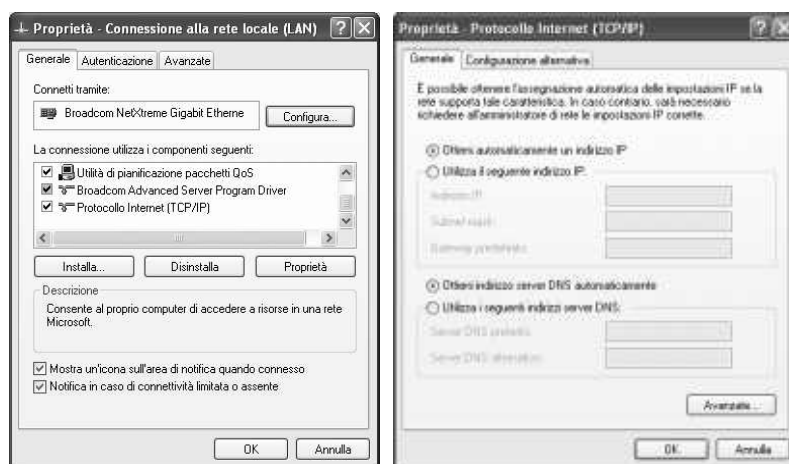 Proprietà - Connessione alla rete locale (LAN)
Generale
Autenticazione
Avanzate
Connetti tramite:
Broadcom NetXtreme Gigabit Etherne
Configura...
La connessione utilizza i componenti seguenti:
Utilità di pianificazione pacchetti QoS
Broadcom Advanced Server Program Driver
Protocollo Internet (TCP/IP)
Installa...
Disinstalla
Proprietà
Descrizione
Consente al proprio computer di accedere a risorse in una rete
Microsoft.
Mostra un'icona sull'area di notifica quando connesso
Notifica in caso di connettività limitata o assente
OK
Annulla
Proprietà - Protocollo Internet (TCP/IP)
Generale
Configurazione alternativa
È possibile ottenere l'assegnazione automatica delle impostazioni IP se la
rete supporta tale caratteristica. In caso contrario, sarà necessario
richiedere all'amministratore di rete le impostazioni IP corrette.
Ottieni automaticamente un indirizzo IP
Utilizza il seguente indirizzo IP:
Indirizzo IP:
Subnet mask:
Gateway predefinito:
Ottieni indirizzo server DNS automaticamente
Utilizza i seguenti indirizzi server DNS:
Server DNS preferito:
Server DNS alternativo:
Avanzate...
OK
Annulla